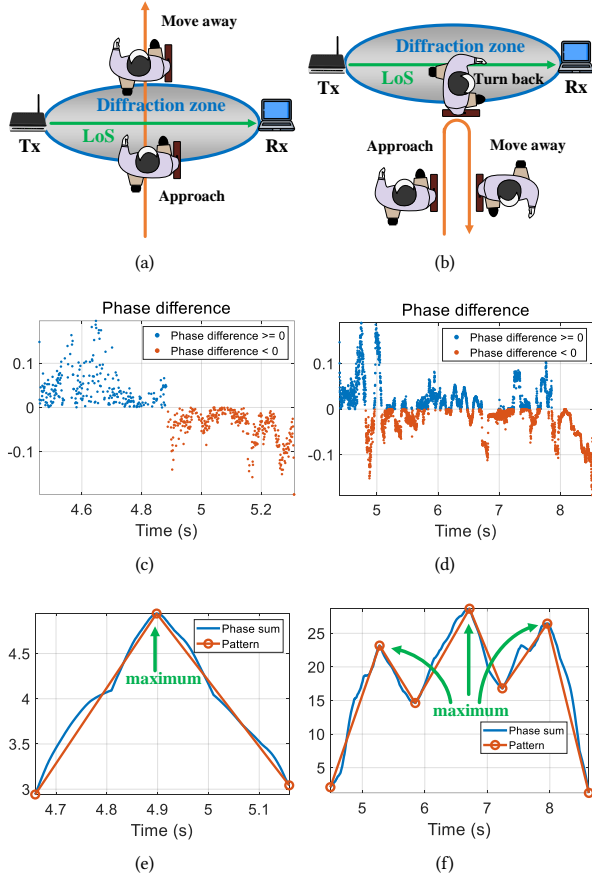 Move away
Diffraction zone
LoS
Tx
Rx
Approach
(a)
Diffraction zone
LoS
Turn back
Tx
Rx
Approach
Move away
(b)
Phase difference
Phase difference >= 0
Phase difference < 0
0.1
0
-0.1
4.6 4.8 5 5.2
Time (s)
(c)
Phase difference
Phase difference >= 0
Phase difference < 0
0.1
0
-0.1
5 6 7 8
Time (s)
(d)
Phase sum
Pattern
maximum
4.5
4
3.5
3
4.7 4.8 4.9 5 5.1
Time (s)
(e)
25
20
15
10
5
maximum
Phase sum
Pattern
5 6 7 8
Time (s)
(f)